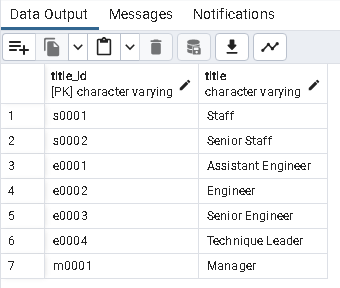 Data Output Messages Notifications
title_id title
[PK] character varying character varying
1 s0001 Staff
2 s0002 Senior Staff
3 e0001 Assistant Engineer
4 e0002 Engineer
5 e0003 Senior Engineer
6 e0004 Technique Leader
7 m0001 Manager